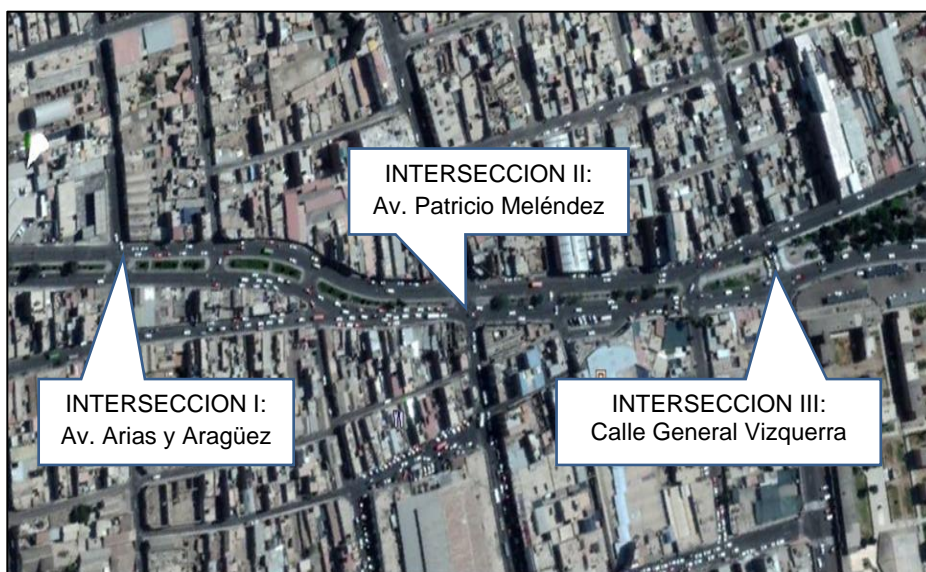 INTERSECCION II:
Av. Patricio Meléndez
INTERSECCION I:
Av. Arias y Aragüez
INTERSECCION III:
Calle General Vizquerra